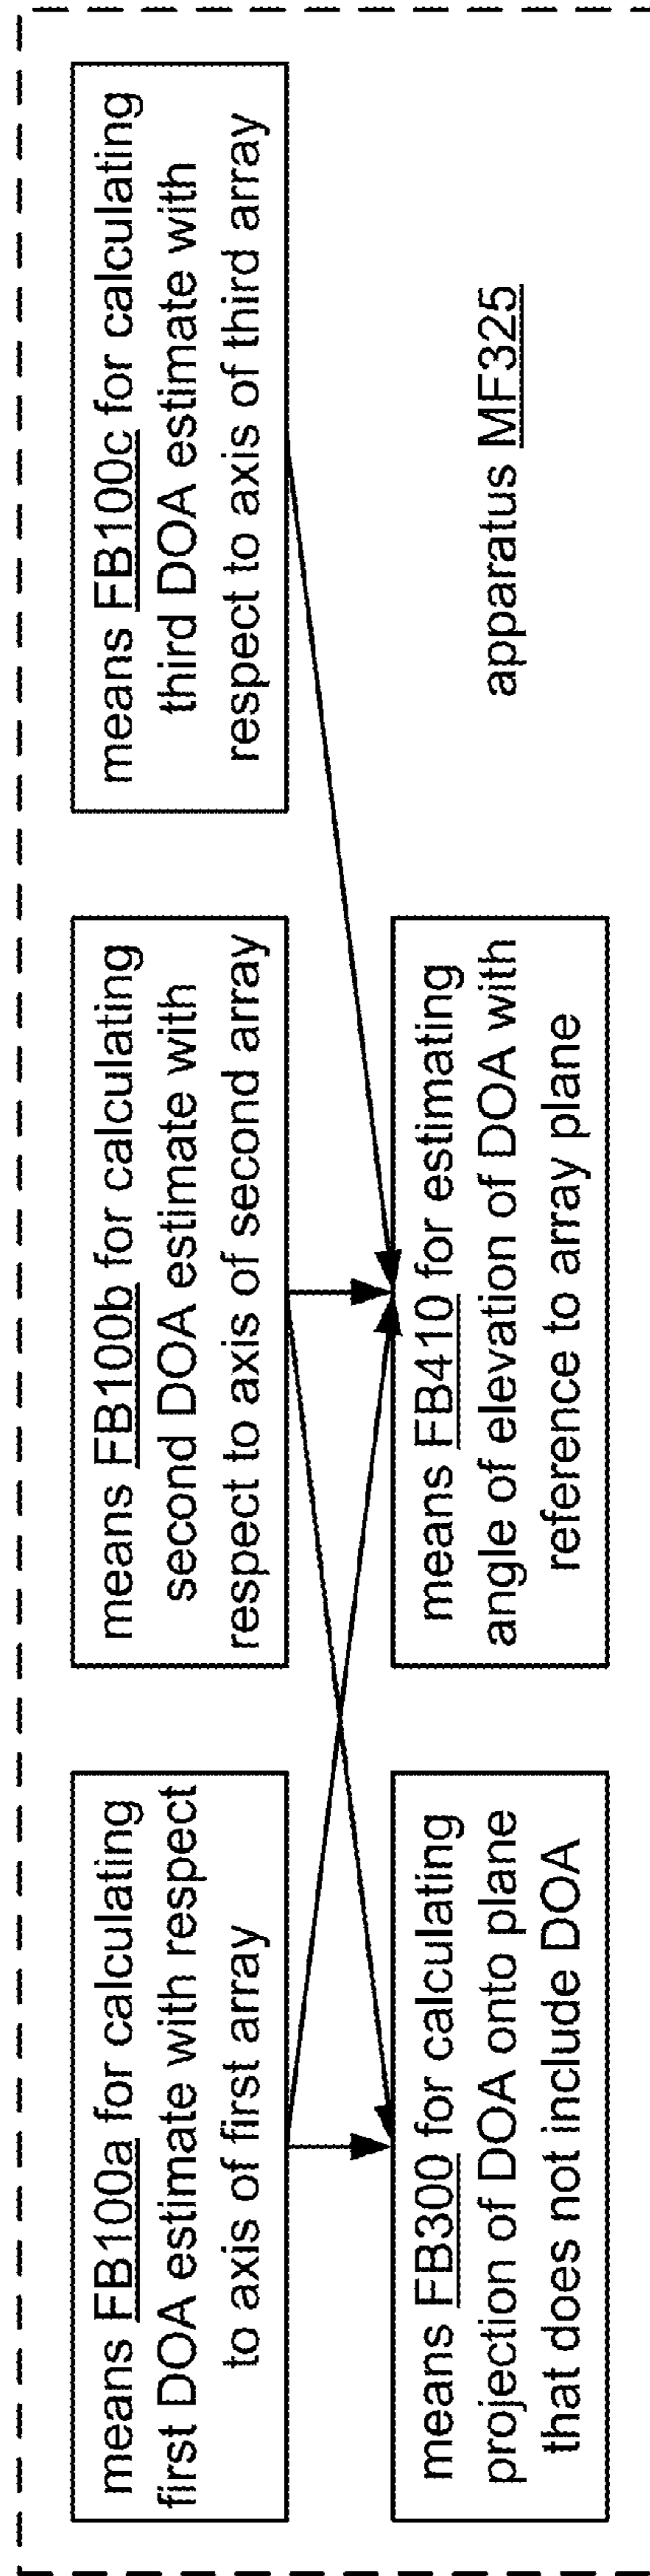 means FB100a for calculating
first DOA estimate with respect
to axis of first array
means FB100b for calculating
second DOA estimate with
respect to axis of second array
means FB100c for calculating
third DOA estimate with
respect to axis of third array
means FB300 for calculating
projection of DOA onto plane
that does not include DOA
means FB410 for estimating
angle of elevation of DOA with
reference to array plane
apparatus MF325